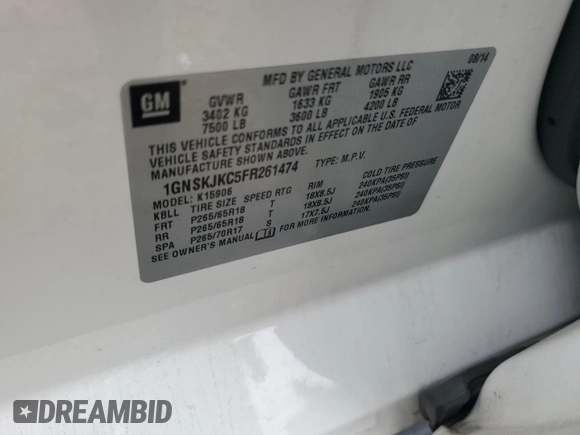 GM
MFD BY GENERAL MOTORS LLC
08/14
GVWR GAWR FRT GAWR RR
3402 KG 1633 KG 1905 KG
7500 LB 3600 LB 4200 LB
THIS VEHICLE CONFORMS TO ALL APPLICABLE U.S. FEDERAL MOTOR
VEHICLE SAFETY STANDARDS IN EFFECT ON THE DATE OF
MANUFACTURE SHOWN ABOVE.
1GNSKJKC5FR261474 TYPE: M.P.V.
MODEL: K15906
KBLL TIRE SIZE SPEED RTG RIM COLD TIRE PRESSURE
FRT P265/65R18 T 18X8.5J 240KPA(35PSI)
RR P265/65R18 T 18X8.5J 240KPA(35PSI)
SPA P265/70R17 S 17X7.5J 240KPA(35PSI)
SEE OWNER'S MANUAL FOR MORE INFORMATION.
DREAMBID